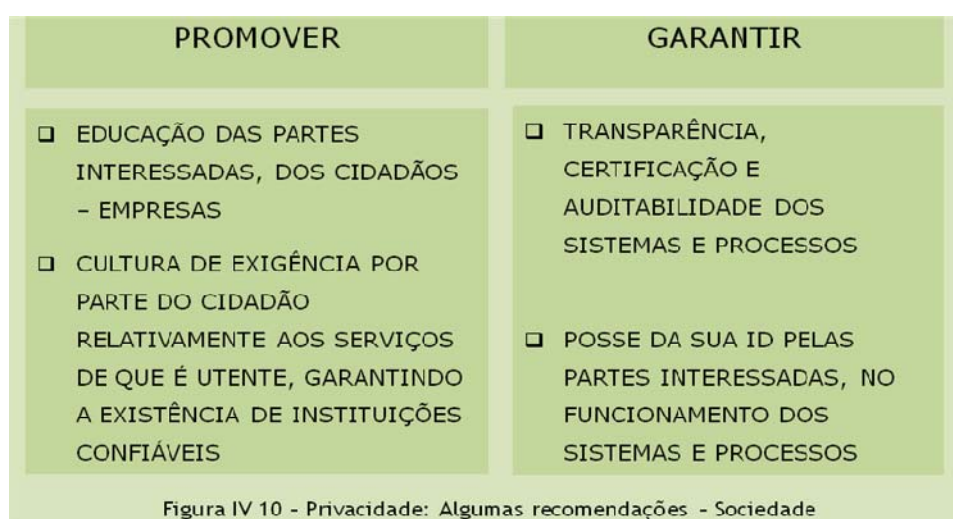 PROMOVER
GARANTIR
EDUCAÇÃO DAS PARTES
INTERESSADAS, DOS CIDADÃOS
– EMPRESAS
CULTURA DE EXIGÊNCIA POR
PARTE DO CIDADÃO
RELATIVAMENTE AOS SERVIÇOS
DE QUE É UTENTE, GARANTINDO
A EXISTÊNCIA DE INSTITUIÇÕES
CONFIÁVEIS
TRANSPARÊNCIA,
CERTIFICAÇÃO E
AUDITABILIDADE DOS
SISTEMAS E PROCESSOS
POSSE DA SUA ID PELAS
PARTES INTERESSADAS, NO
FUNCIONAMENTO DOS
SISTEMAS E PROCESSOS
Figura IV 10 - Privacidade: Algumas recomendações - Sociedade